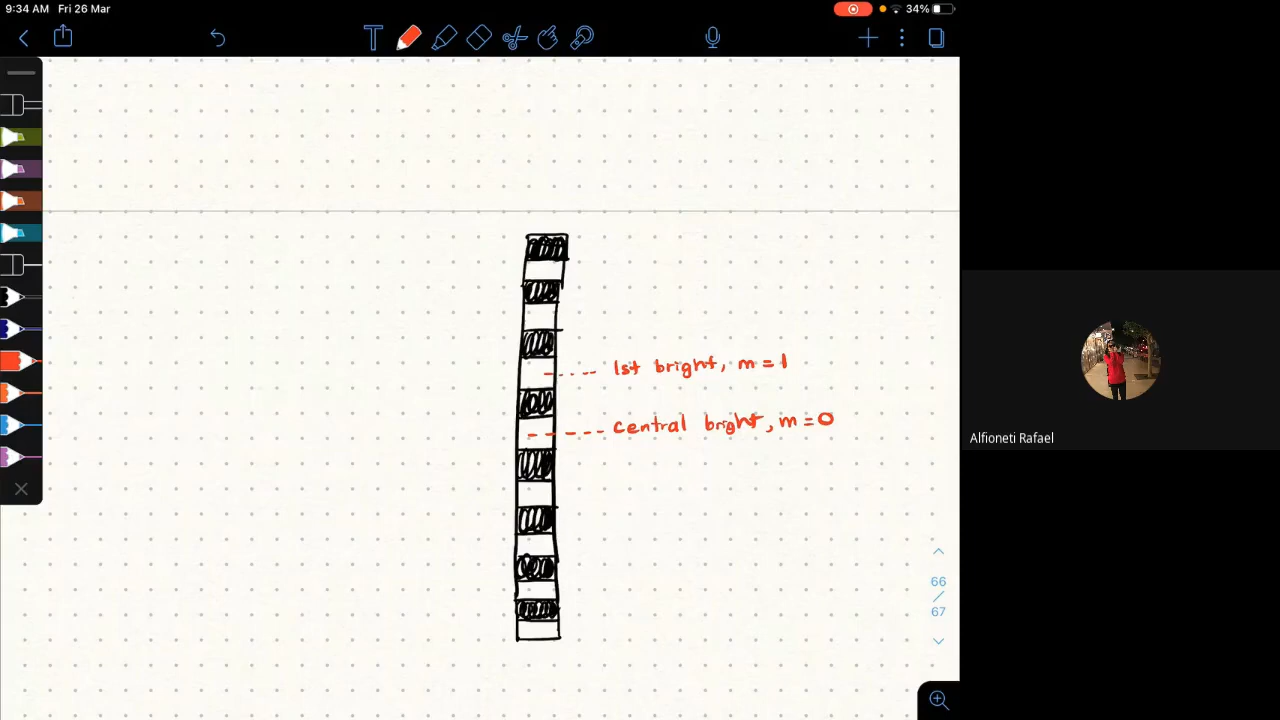 9:34 AM Fri 26 Mar
34%
T
1st bright, m = 1
central bright, m = 0
Alfioneti Rafael
66
/
67